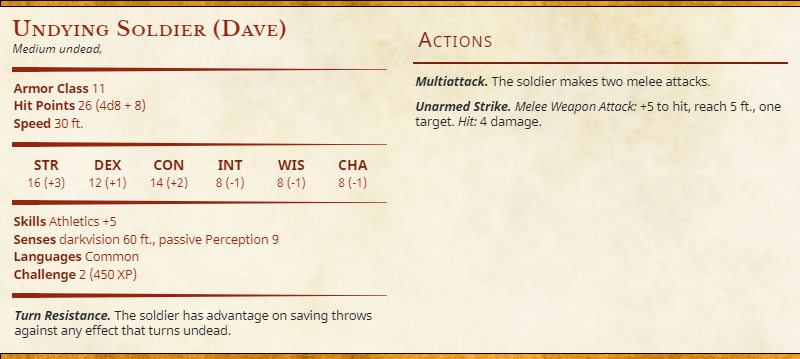 Undying Soldier (Dave)
Medium undead,
Armor Class 11
Hit Points 26 (4d8 + 8)
Speed 30 ft.
STR DEX CON INT WIS CHA
16 (+3) 12 (+1) 14 (+2) 8 (-1) 8 (-1) 8 (-1)
Skills Athletics +5
Senses darkvision 60 ft., passive Perception 9
Languages Common
Challenge 2 (450 XP)
Turn Resistance. The soldier has advantage on saving throws
against any effect that turns undead.
Actions
Multiattack. The soldier makes two melee attacks.
Unarmed Strike. Melee Weapon Attack: +5 to hit, reach 5 ft., one
target. Hit: 4 damage.